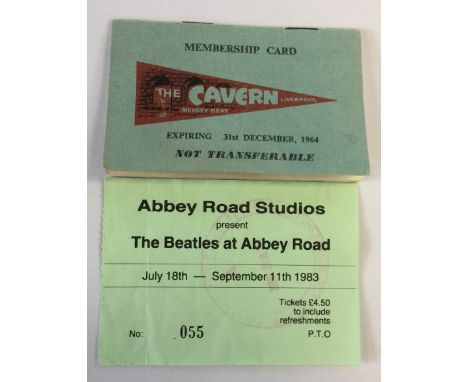 MEMBERSHIP CARD
THE CAVERN LIVERPOOL
MERSEY BEAT
EXPIRING 31st DECEMBER, 1964
NOT TRANSFERABLE
Abbey Road Studios
present
The Beatles at Abbey Road
July 18th — September 11th 1983
Tickets £4.50
to include
refreshments
No: 055 P.T.O